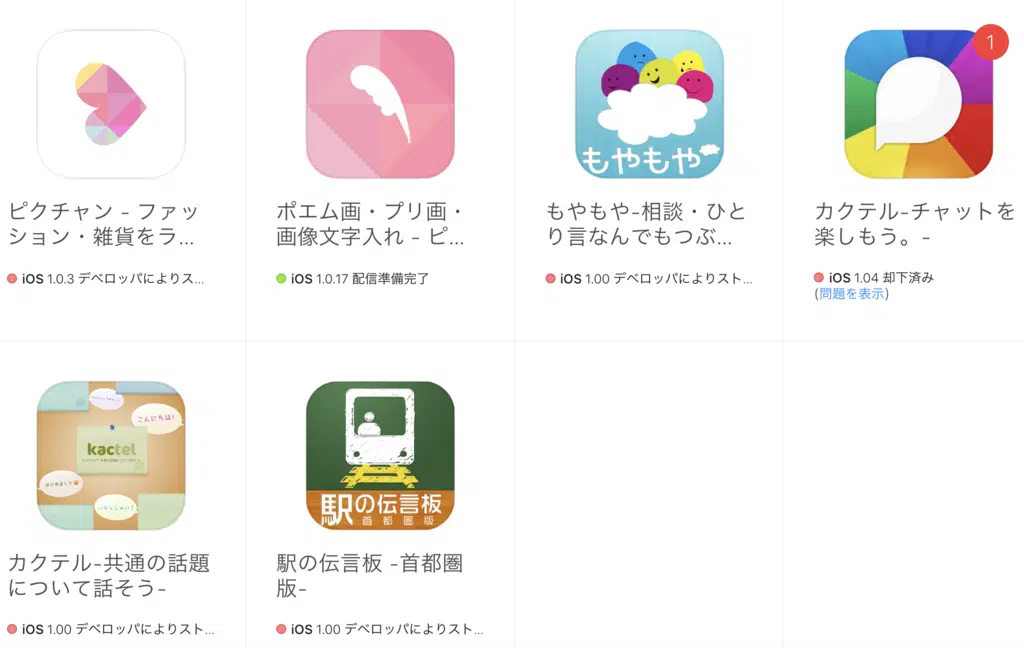 1
もやもや
ピクチャン - ファッ
ション・雑貨をラ...
ポエム画・プリ画・
画像文字入れ - ピ...
もやもや-相談・ひと
り言なんでもつぶ...
カクテル-チャットを
楽しもう。-
iOS 1.0.3 デベロッパによりス...
iOS 1.0.17 配信準備完了
iOS 1.00 デベロッパによりスト...
iOS 1.04 却下済み
(問題を表示)
こんにちは!
kactel
はじめまして
駅の伝言板
首都圏版
カクテル-共通の話題
について話そう-
駅の伝言板 -首都圏
版-
iOS 1.00 デベロッパによりスト...
iOS 1.00 デベロッパによりスト...